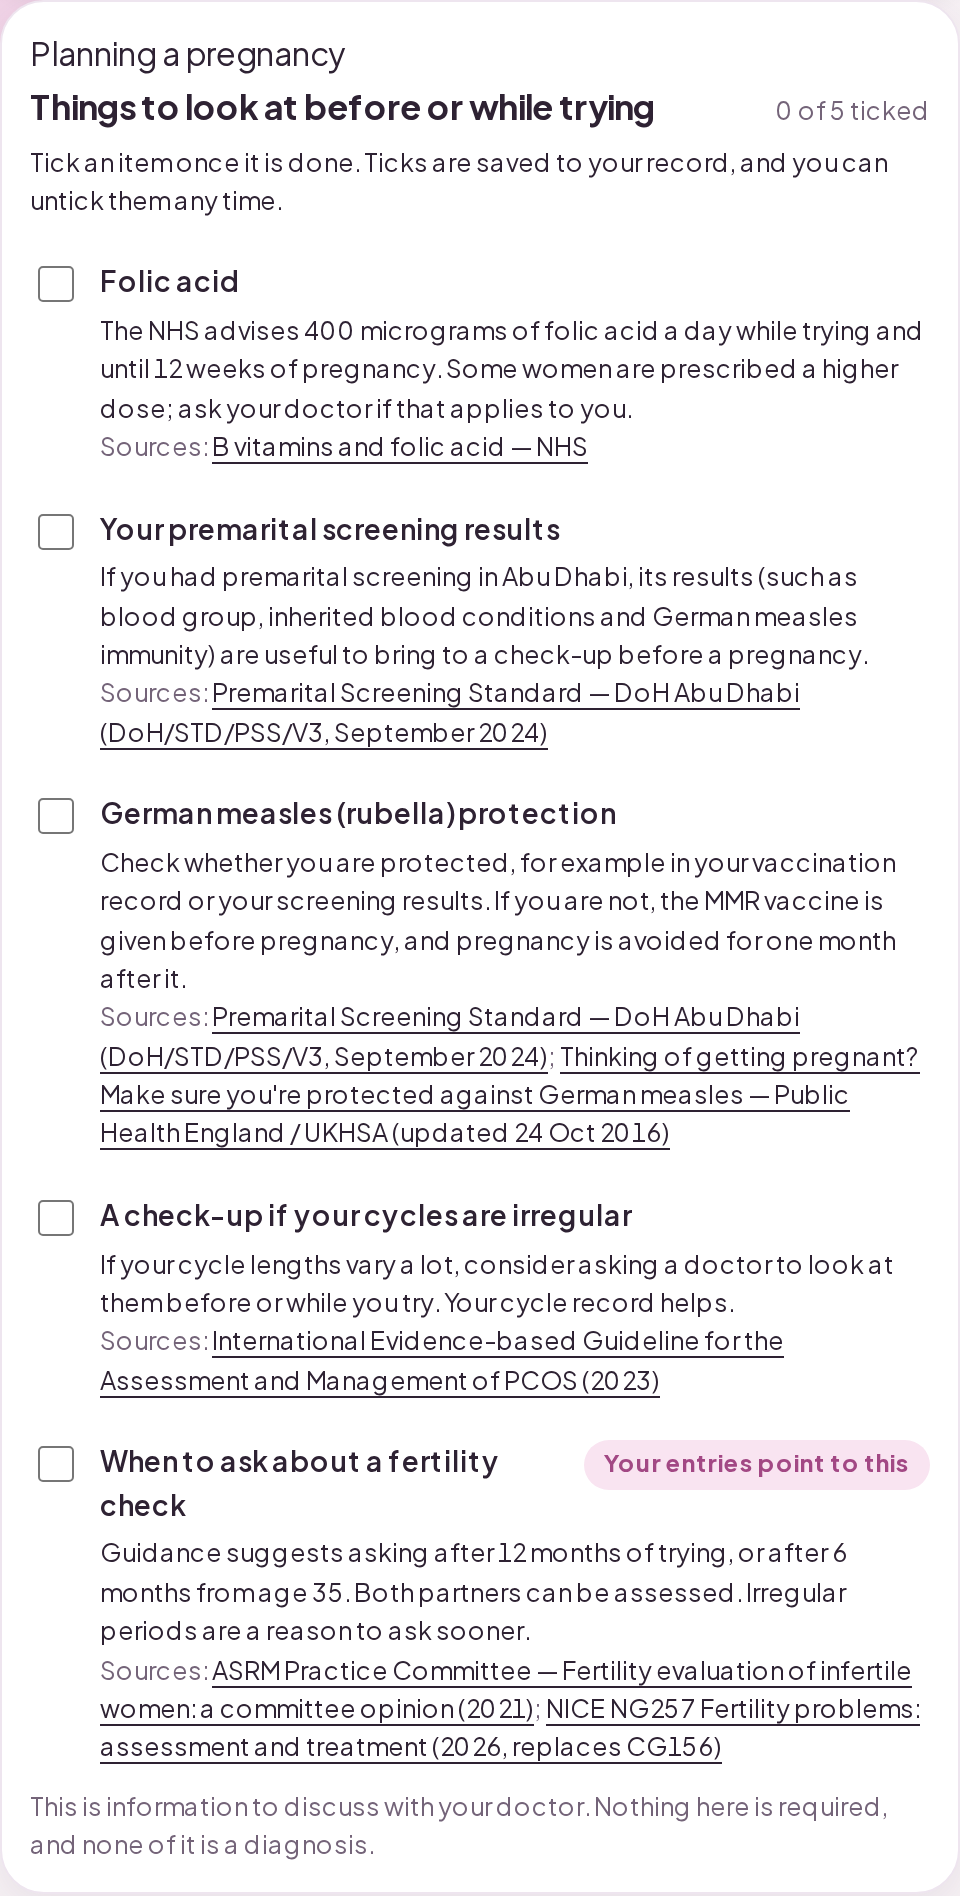 Planning a pregnancy
Things to look at before or while trying
0 of 5 ticked
Tick an item once it is done. Ticks are saved to your record, and you can
untick them any time.
Folic acid
The NHS advises 400 micrograms of folic acid a day while trying and
until 12 weeks of pregnancy. Some women are prescribed a higher
dose; ask your doctor if that applies to you.
Sources: B vitamins and folic acid — NHS
Your premarital screening results
If you had premarital screening in Abu Dhabi, its results (such as
blood group, inherited blood conditions and German measles
immunity) are useful to bring to a check-up before a pregnancy.
Sources: Premarital Screening Standard — DoH Abu Dhabi
(DoH/STD/PSS/V3, September 2024)
German measles (rubella) protection
Check whether you are protected, for example in your vaccination
record or your screening results. If you are not, the MMR vaccine is
given before pregnancy, and pregnancy is avoided for one month
after it.
Sources: Premarital Screening Standard — DoH Abu Dhabi
(DoH/STD/PSS/V3, September 2024); Thinking of getting pregnant?
Make sure you're protected against German measles — Public
Health England / UKHSA (updated 24 Oct 2016)
A check-up if your cycles are irregular
If your cycle lengths vary a lot, consider asking a doctor to look at
them before or while you try. Your cycle record helps.
Sources: International Evidence-based Guideline for the
Assessment and Management of PCOS (2023)
When to ask about a fertility
check
Your entries point to this
Guidance suggests asking after 12 months of trying, or after 6
months from age 35. Both partners can be assessed. Irregular
periods are a reason to ask sooner.
Sources: ASRM Practice Committee — Fertility evaluation of infertile
women: a committee opinion (2021); NICE NG257 Fertility problems:
assessment and treatment (2026, replaces CG156)
This is information to discuss with your doctor. Nothing here is required,
and none of it is a diagnosis.